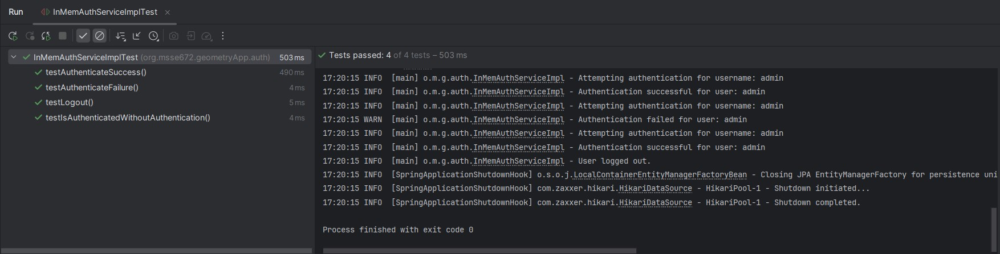 Run InMemAuthServiceImplTest
InMemAuthServiceImplTest (org.msse672.geometryApp.auth) 503 ms
testAuthenticateSuccess() 490 ms
testAuthenticateFailure() 4 ms
testLogout() 5 ms
testIsAuthenticatedWithoutAuthentication() 4 ms
Tests passed: 4 of 4 tests – 503 ms
17:20:15 INFO [main] o.m.g.auth.InMemAuthServiceImpl - Attempting authentication for username: admin
17:20:15 INFO [main] o.m.g.auth.InMemAuthServiceImpl - Authentication successful for user: admin
17:20:15 INFO [main] o.m.g.auth.InMemAuthServiceImpl - Attempting authentication for username: admin
17:20:15 WARN [main] o.m.g.auth.InMemAuthServiceImpl - Authentication failed for user: admin
17:20:15 INFO [main] o.m.g.auth.InMemAuthServiceImpl - Attempting authentication for username: admin
17:20:15 INFO [main] o.m.g.auth.InMemAuthServiceImpl - Authentication successful for user: admin
17:20:15 INFO [main] o.m.g.auth.InMemAuthServiceImpl - User logged out.
17:20:15 INFO [SpringApplicationShutdownHook] o.s.o.j.LocalContainerEntityManagerFactoryBean - Closing JPA EntityManagerFactory for persistence uni
17:20:15 INFO [SpringApplicationShutdownHook] com.zaxxer.hikari.HikariDataSource - HikariPool-1 - Shutdown initiated...
17:20:15 INFO [SpringApplicationShutdownHook] com.zaxxer.hikari.HikariDataSource - HikariPool-1 - Shutdown completed.
Process finished with exit code 0